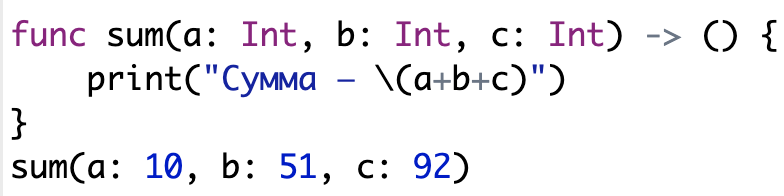 func sum(a: Int, b: Int, c: Int) -> () {
    print("Сумма – \(a+b+c)")
}
sum(a: 10, b: 51, c: 92)